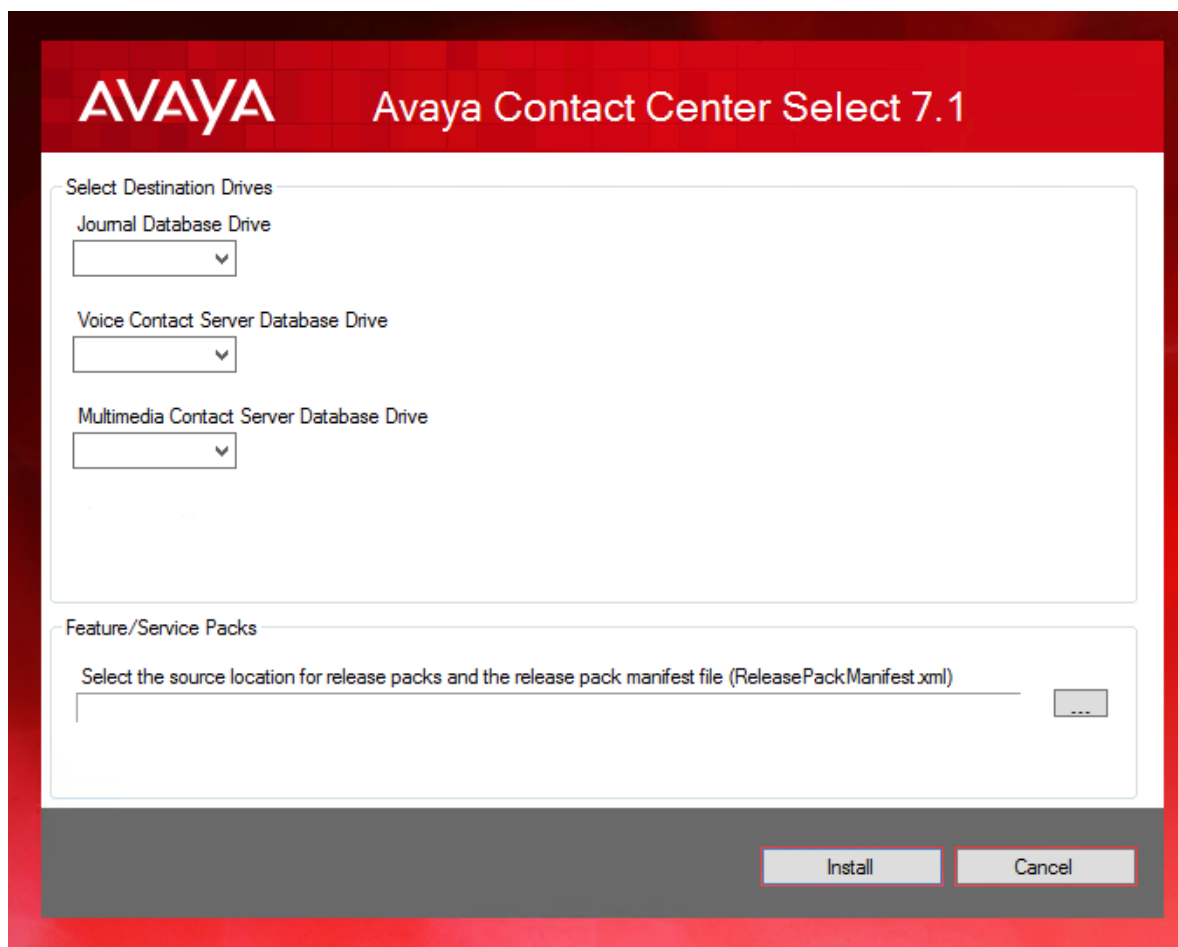 AVAYA
Avaya Contact Center Select 7.1
Select Destination Drives
Journal Database Drive
Voice Contact Server Database Drive
Multimedia Contact Server Database Drive
Feature/Service Packs
Select the source location for release packs and the release pack manifest file (ReleasePackManifest.xml)
...
Install
Cancel